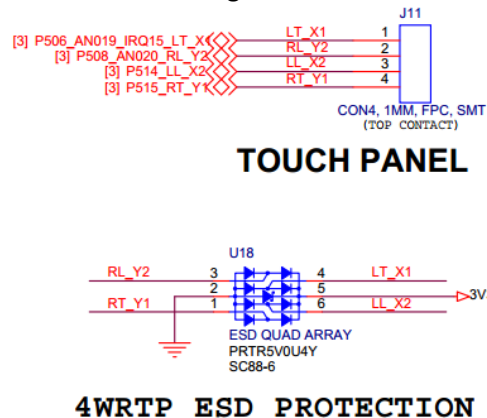 J11
[3] P506_AN019_IRQ15_LT_X1 LT_X1 1
[3] P508_AN020_RL_Y2 RL_Y2 2
[3] P514_LL_X2 LL_X2 3
[3] P515_RT_Y1 RT_Y1 4
CON4, 1MM, FPC, SMT
(TOP CONTACT)
TOUCH PANEL
U18
RL_Y2 3 4 LT_X1
2 5 3V
RT_Y1 1 6 LL_X2
ESD QUAD ARRAY
PRTR5V0U4Y
SC88-6
4WRTP ESD PROTECTION